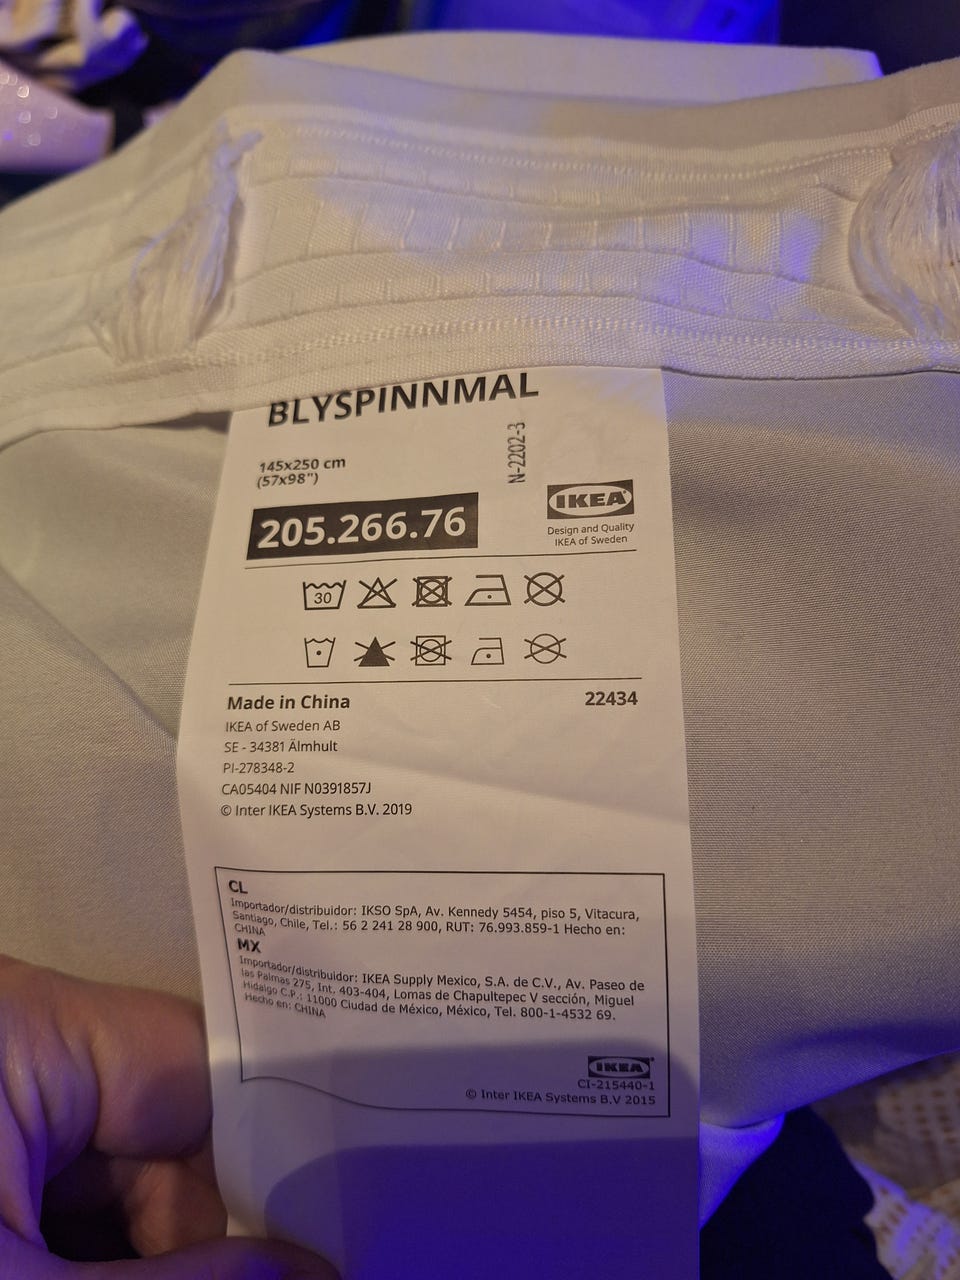 BLYSPINNMAL
145x250 cm
(57x98")
N-2202-3
205.266.76
IKEA
Design and Quality
IKEA of Sweden
30
Made in China
22434
IKEA of Sweden AB
SE - 34381 Älmhult
PI-278348-2
CA05404 NIF N0391857J
© Inter IKEA Systems B.V. 2019
CL
Importador/distribuidor: IKSO SpA, Av. Kennedy 5454, piso 5, Vitacura,
Santiago, Chile, Tel.: 56 2 241 28 900, RUT: 76.993.859-1 Hecho en:
CHINA
MX
Importador/distribuidor: IKEA Supply Mexico, S.A. de C.V., Av. Paseo de
las Palmas 275, Int. 403-404, Lomas de Chapultepec V sección, Miguel
Hidalgo C.P.: 11000 Ciudad de México, México, Tel. 800-1-4532 69.
Hecho en: CHINA
IKEA
CI-215440-1
© Inter IKEA Systems B.V 2015